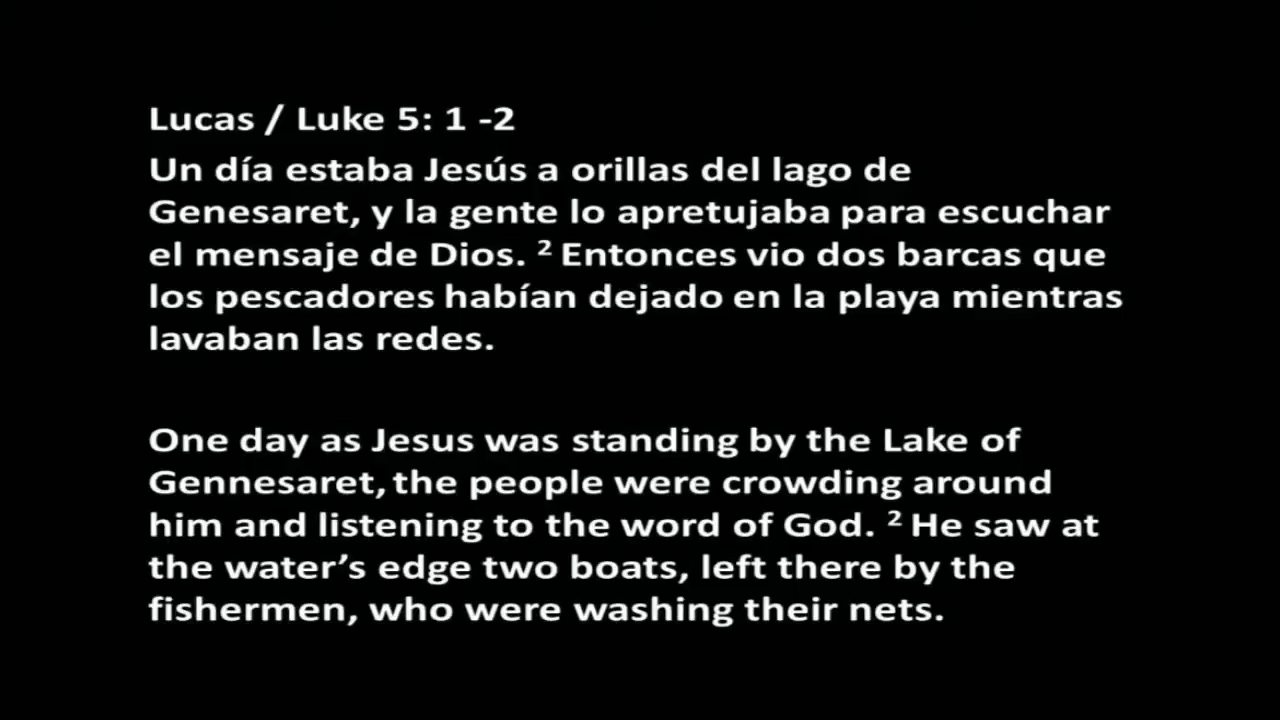 Lucas / Luke 5: 1 -2
Un día estaba Jesús a orillas del lago de
Genesaret, y la gente lo apretujaba para escuchar
el mensaje de Dios. ² Entonces vio dos barcas que
los pescadores habían dejado en la playa mientras
lavaban las redes.
One day as Jesus was standing by the Lake of
Gennesaret, the people were crowding around
him and listening to the word of God. ² He saw at
the water’s edge two boats, left there by the
fishermen, who were washing their nets.